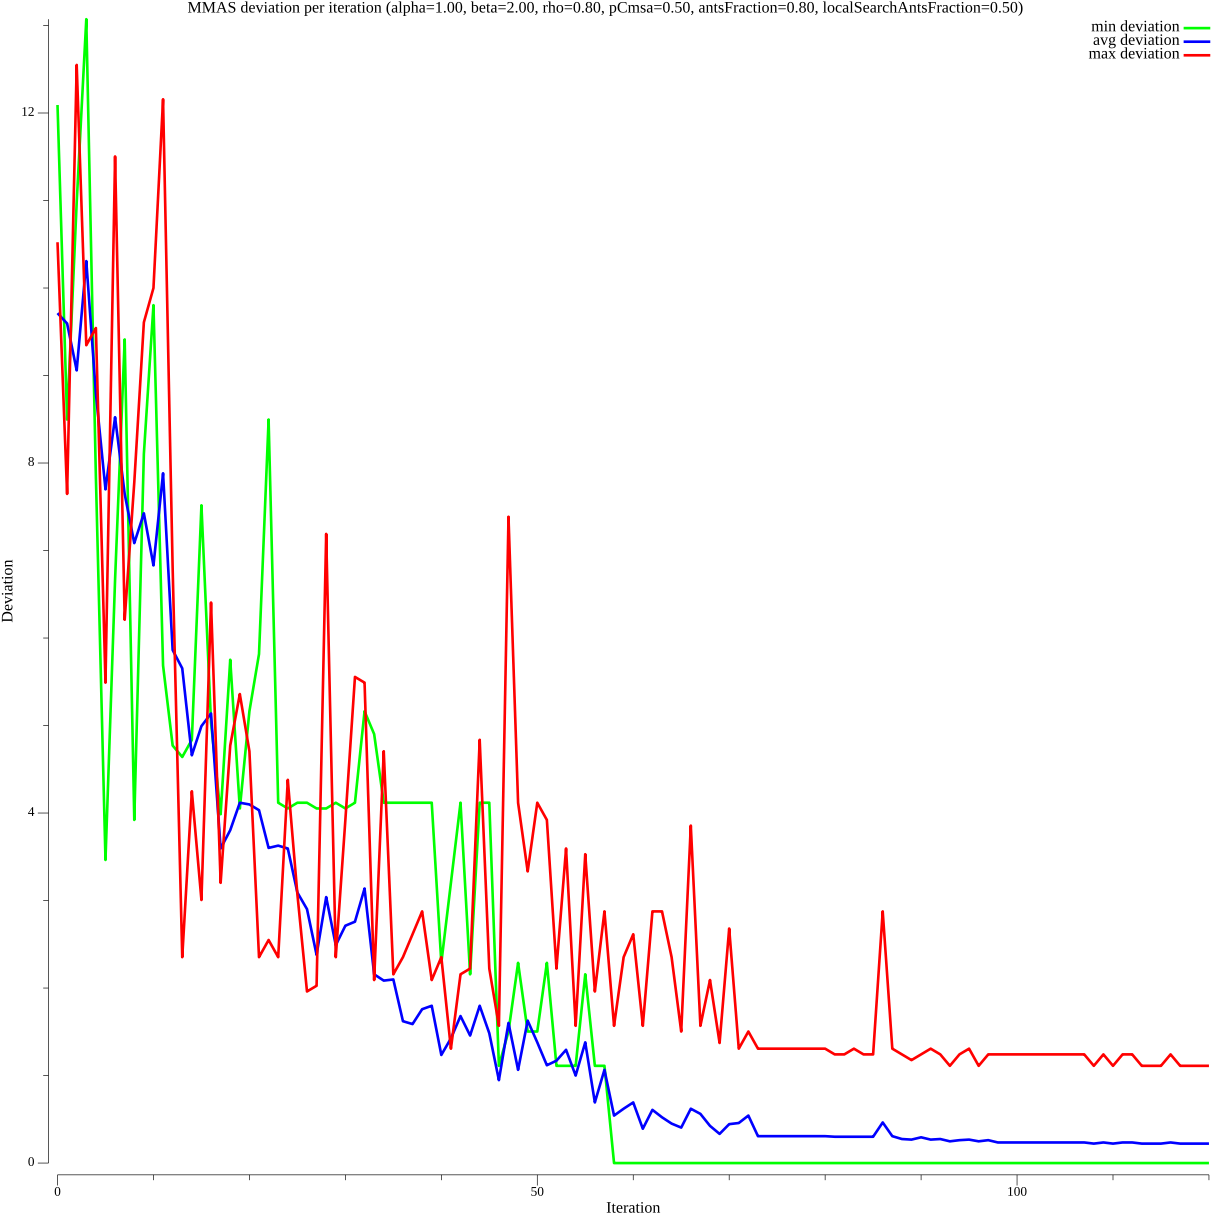 MMAS deviation per iteration (alpha=1.00, beta=2.00, rho=0.80, pCmsa=0.50, antsFraction=0.80, localSearchAntsFraction=0.50)
min deviation
avg deviation
max deviation
12
8
4
0
Deviation
0 50 100
Iteration